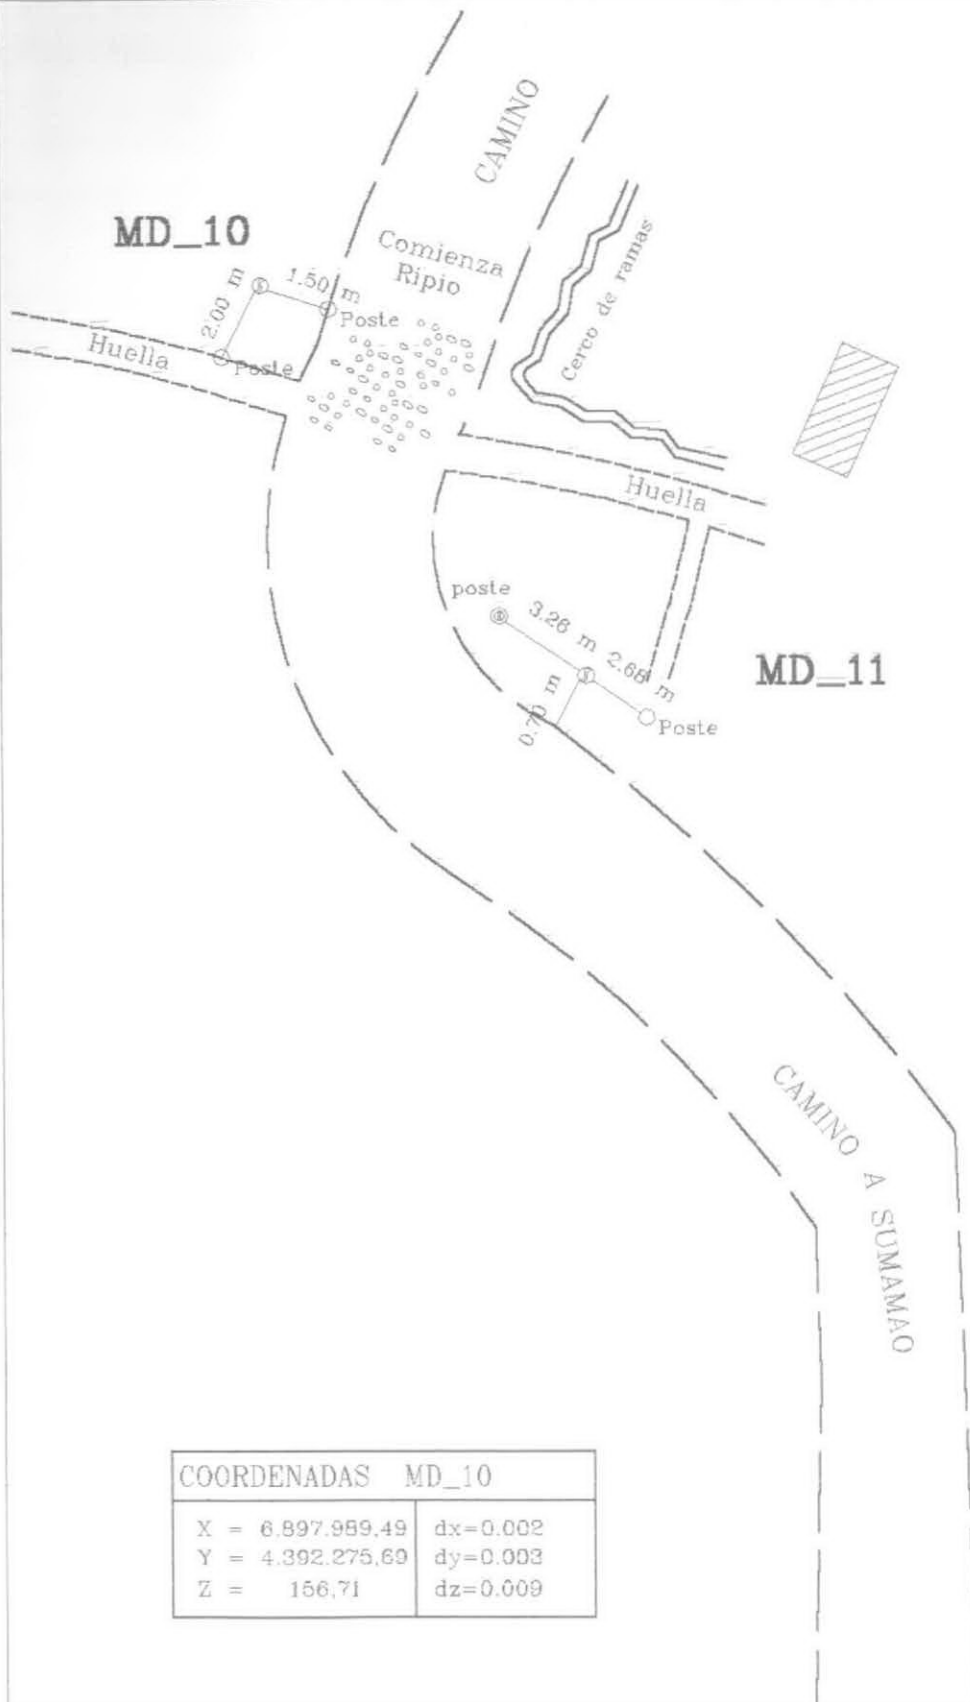 CAMINO
MD_10
Comienza
Ripio
Cerco de ramas
1.50 m
2.00 m
Poste
Huella
Poste
Huella
poste
3.26 m
2.68 m
MD_11
0.70 m
Poste
CAMINO A SUMAMAO
COORDENADAS MD_10
X = 6.897.989,49 dx=0.002
Y = 4.392.275,69 dy=0.003
Z = 156,71 dz=0.009